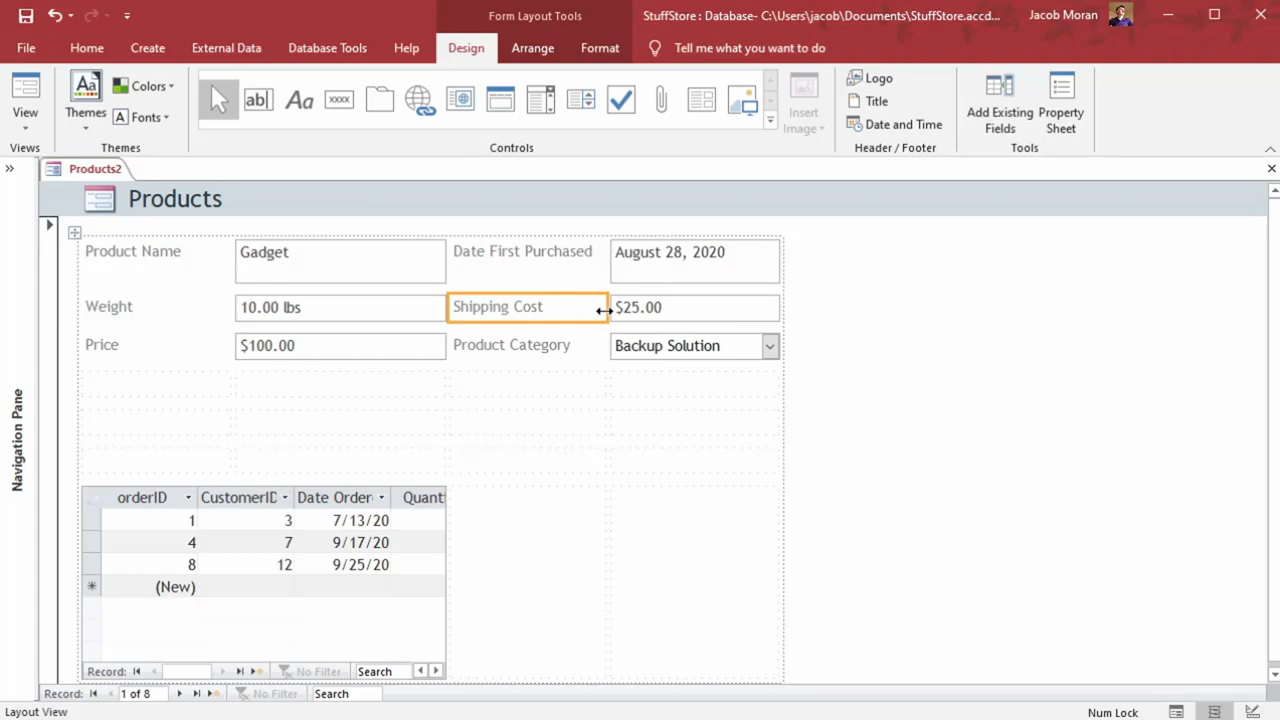 Form Layout Tools
StuffStore : Database- C:\Users\jacob\Documents\StuffStore.accd...
Jacob Moran
File Home Create External Data Database Tools Help Design Arrange Format Tell me what you want to do
View
Views
Aa
Themes
Colors
Fonts
Themes
ab
Aa
xxxx
Controls
Insert Image
Logo
Title
Date and Time
Header / Footer
Add Existing Fields
Property Sheet
Tools
Navigation Pane
Products2
Products
Product Name Gadget Date First Purchased August 28, 2020
Weight 10.00 lbs Shipping Cost $25.00
Price $100.00 Product Category Backup Solution
orderID CustomerID Date Order Quant
1 3 7/13/20
4 7 9/17/20
8 12 9/25/20
(New)
Record: No Filter Search
Record: 1 of 8 No Filter Search
Layout View Num Lock